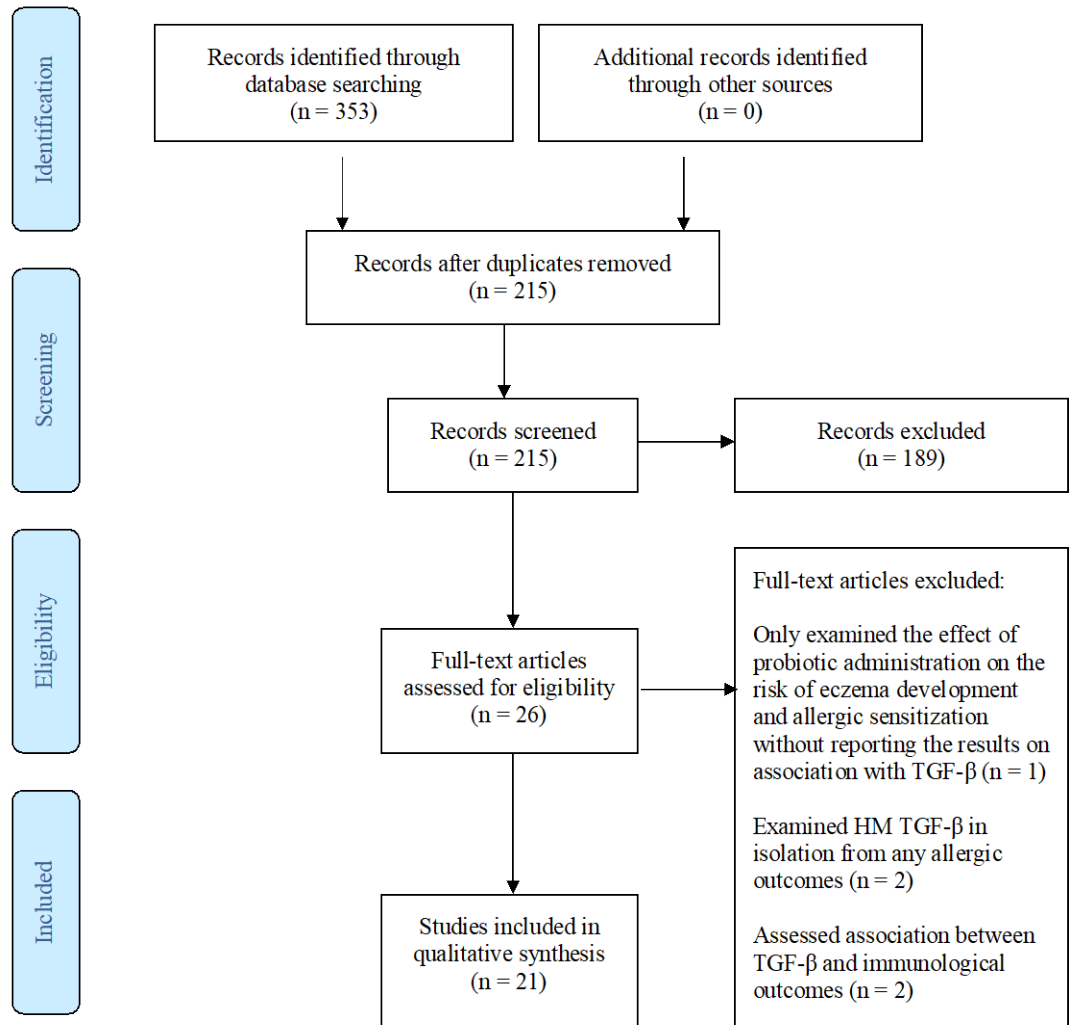 Identification
Records identified through
database searching
(n = 353)
Additional records identified
through other sources
(n = 0)
Records after duplicates removed
(n = 215)
Screening
Records screened
(n = 215)
Records excluded
(n = 189)
Eligibility
Full-text articles
assessed for eligibility
(n = 26)
Full-text articles excluded:
Only examined the effect of
probiotic administration on the
risk of eczema development
and allergic sensitization
without reporting the results on
association with TGF-β (n = 1)
Examined HM TGF-β in
isolation from any allergic
outcomes (n = 2)
Assessed association between
TGF-β and immunological
outcomes (n = 2)
Included
Studies included in
qualitative synthesis
(n = 21)